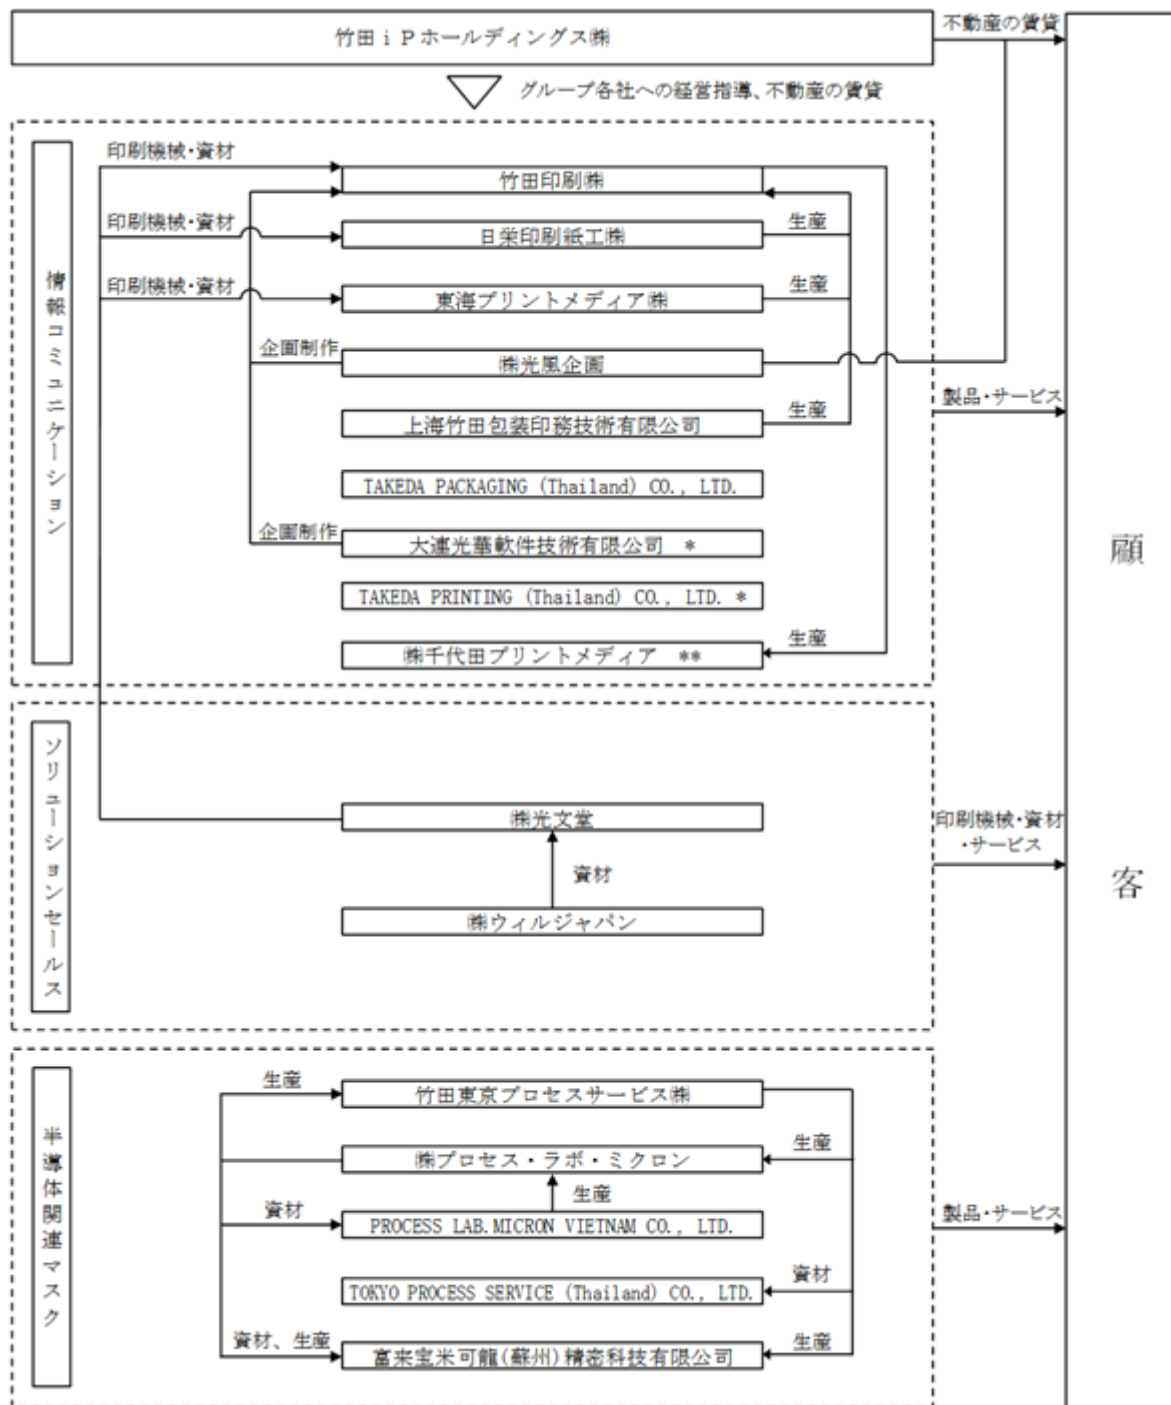 竹田ｉＰホールディングス㈱
不動産の賃貸
グループ各社への経営指導、不動産の賃貸
情報コミュニケーション
印刷機械・資材
竹田印刷㈱
印刷機械・資材
日栄印刷紙工㈱
生産
印刷機械・資材
東海プリントメディア㈱
生産
企画制作
㈱光風企画
製品・サービス
上海竹田包装印務技術有限公司
生産
TAKEDA PACKAGING (Thailand) CO., LTD.
企画制作
大連光華軟件技術有限公司　*
TAKEDA PRINTING (Thailand) CO., LTD. *
㈱千代田プリントメディア　**
生産
顧客
ソリューションセールス
㈱光文堂
資材
㈱ウィルジャパン
印刷機械・資材
・サービス
半導体関連マスク
生産
竹田東京プロセスサービス㈱
㈱プロセス・ラボ・ミクロン
生産
生産
資材
PROCESS LAB.MICRON VIETNAM CO., LTD.
製品・サービス
TOKYO PROCESS SERVICE (Thailand) CO., LTD.
資材
資材、生産
富来宝米可龍(蘇州)精密科技有限公司
生産